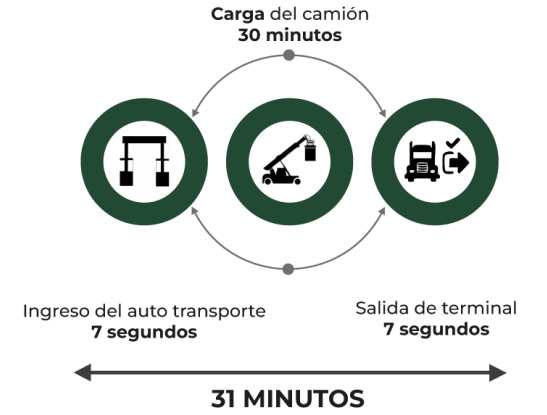 Carga del camión
30 minutos
Ingreso del auto transporte
7 segundos
Salida de terminal
7 segundos
31 MINUTOS